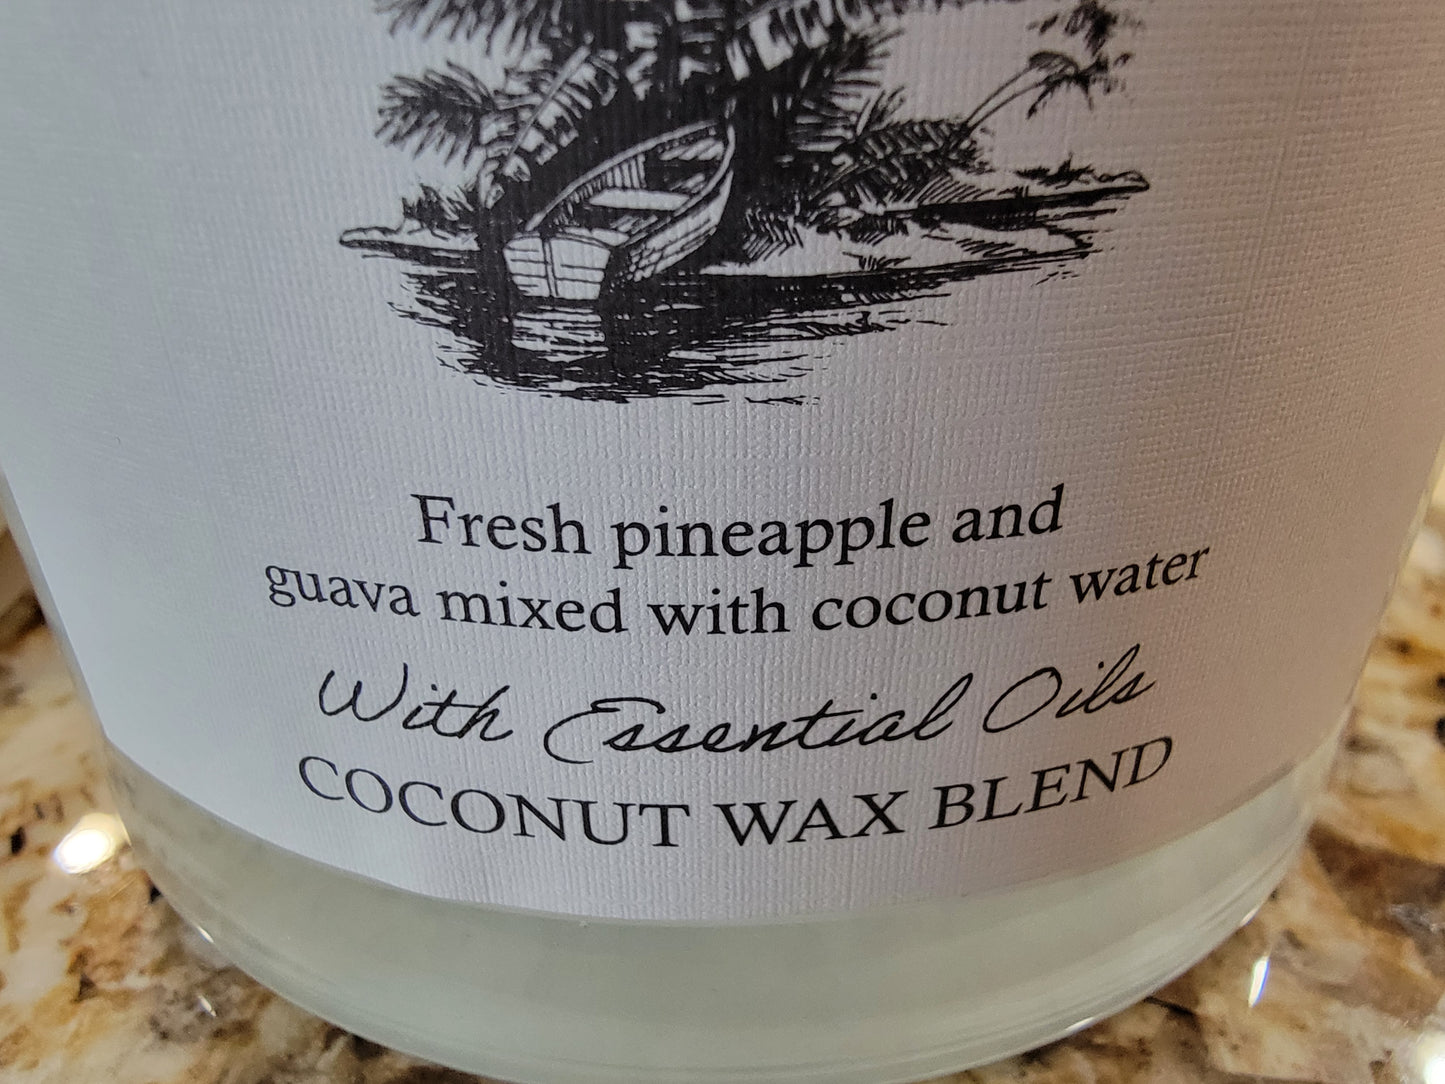 Fresh pineapple and
guava mixed with coconut water
With Essential Oils
COCONUT WAX BLEND